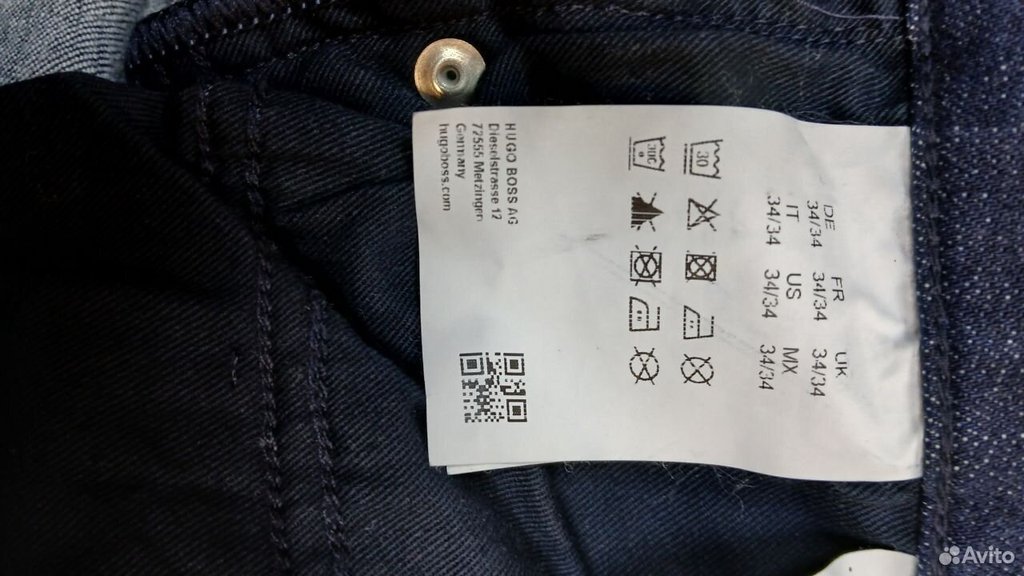 DE FR UK
34/34 34/34 34/34
IT US MX
34/34 34/34 34/34
30
30C
HUGO BOSS AG
Dieselstrasse 12
72555 Metzingen
Germany
hugoboss.com
Avito